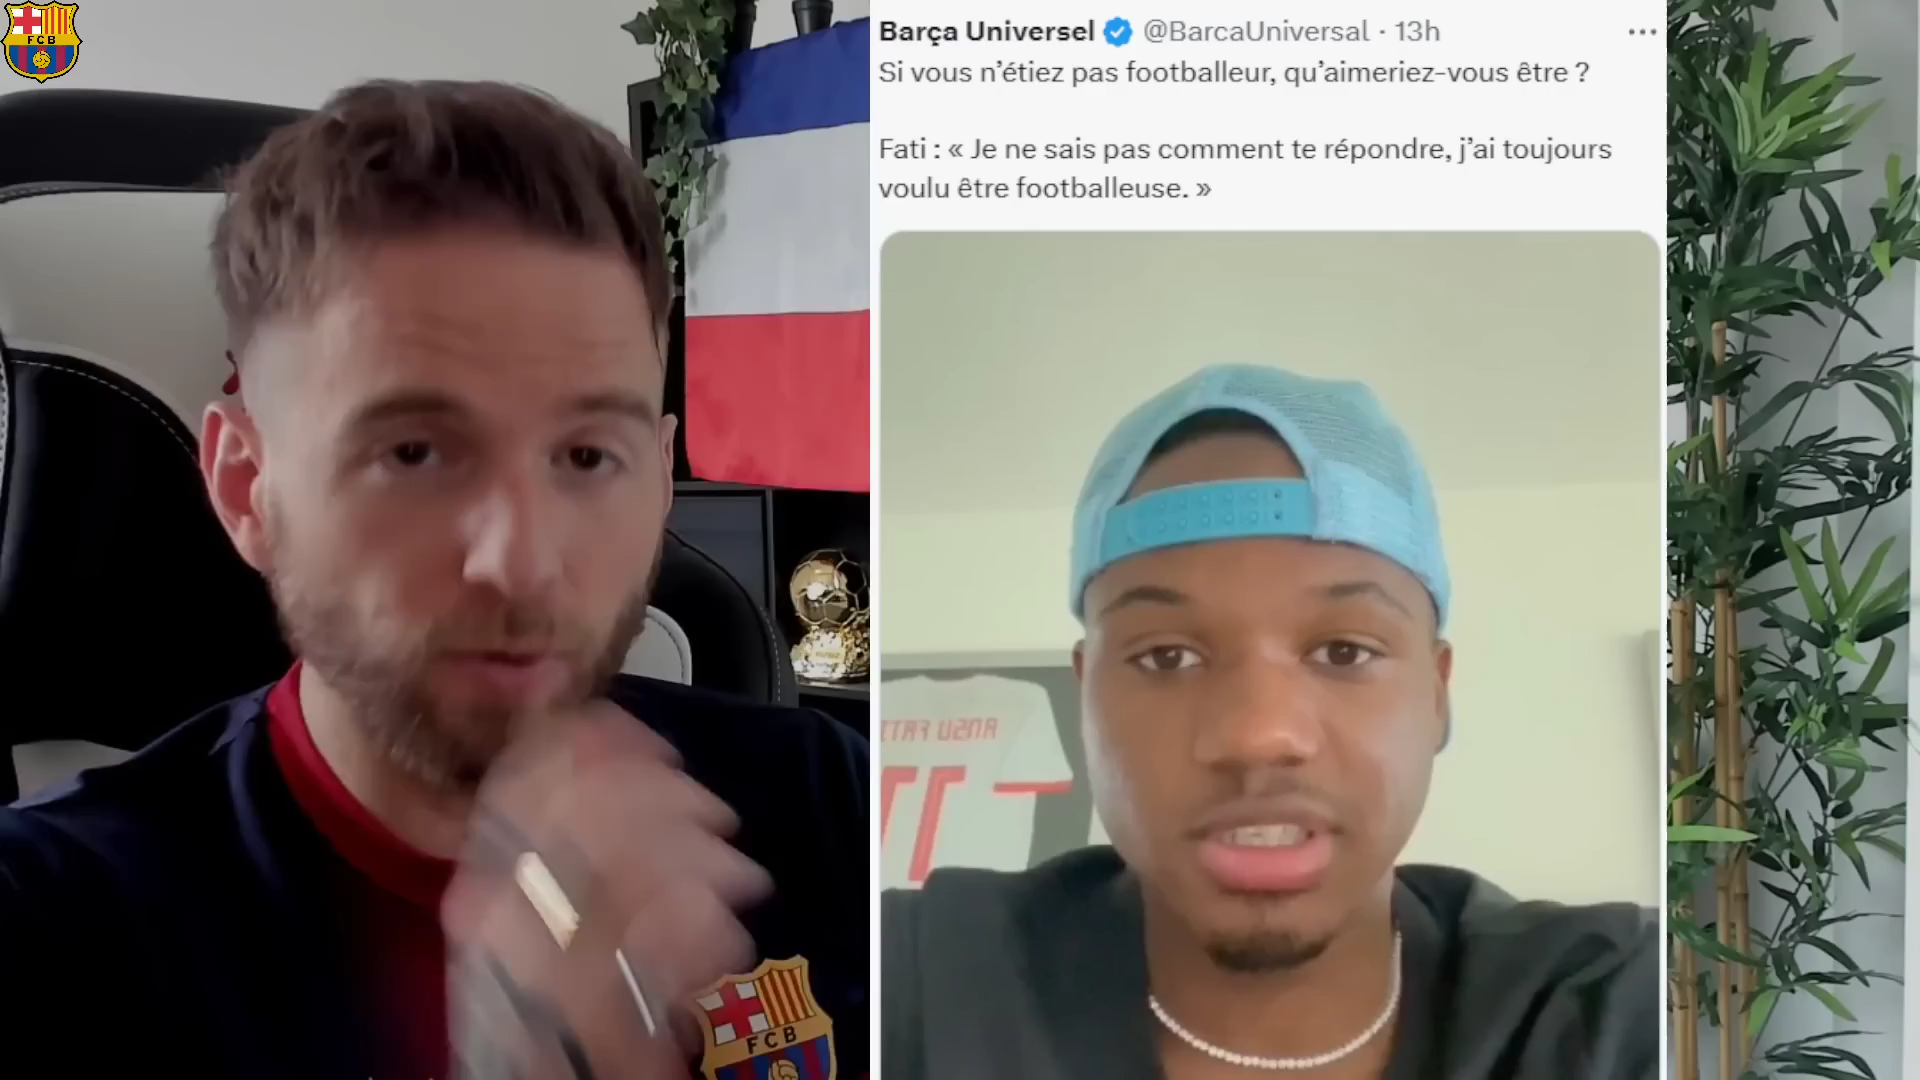 FCB
Barça Universel @BarcaUniversal · 13h
Si vous n’étiez pas footballeur, qu’aimeriez-vous être ?
Fati : « Je ne sais pas comment te répondre, j’ai toujours
voulu être footballeuse. »
ANSU FATI
FCB